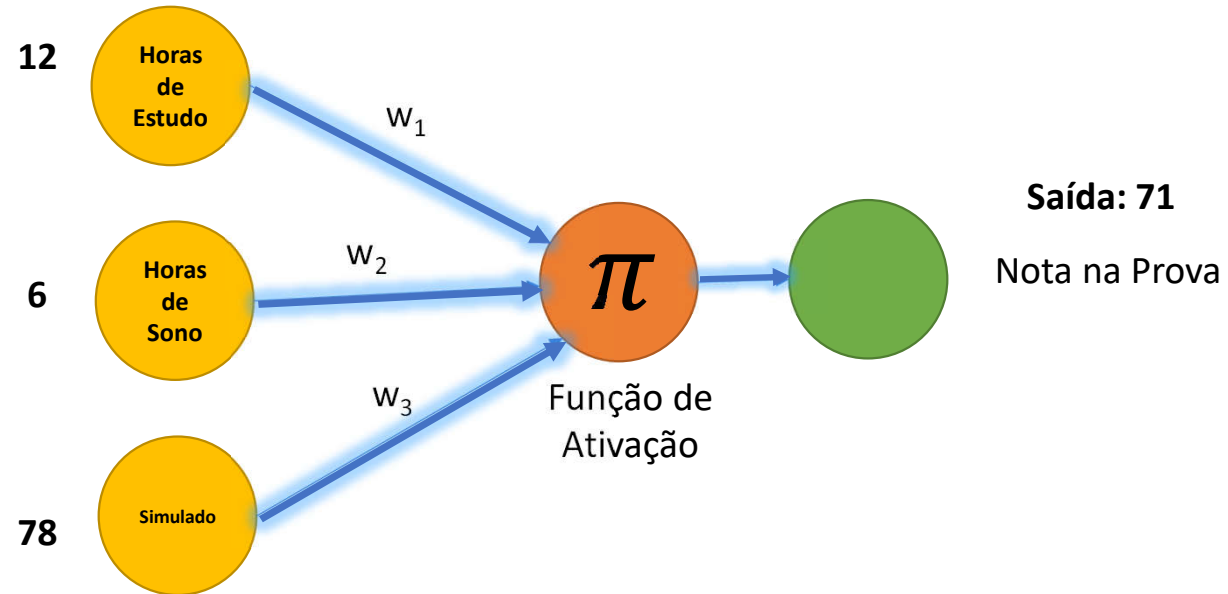 12
Horas
de
Estudo
w₁
6
Horas
de
Sono
w₂
78
Simulado
w₃
π
Função de
Ativação
Saída: 71
Nota na Prova